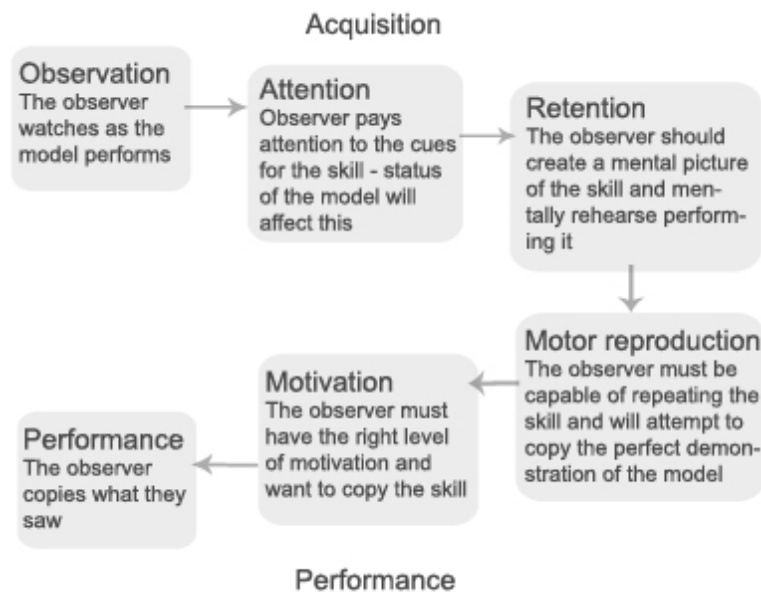 Acquisition
Observation
The observer
watches as the
model performs
Attention
Observer pays
attention to the cues
for the skill - status
of the model will
affect this
Retention
The observer should
create a mental picture
of the skill and men-
tally rehearse perform-
ing it
Motor reproduction
The observer must be
capable of repeating the
skill and will attempt to
copy the perfect demon-
stration of the model
Motivation
The observer must
have the right level
of motivation and
want to copy the skill
Performance
The observer
copies what they
saw
Performance